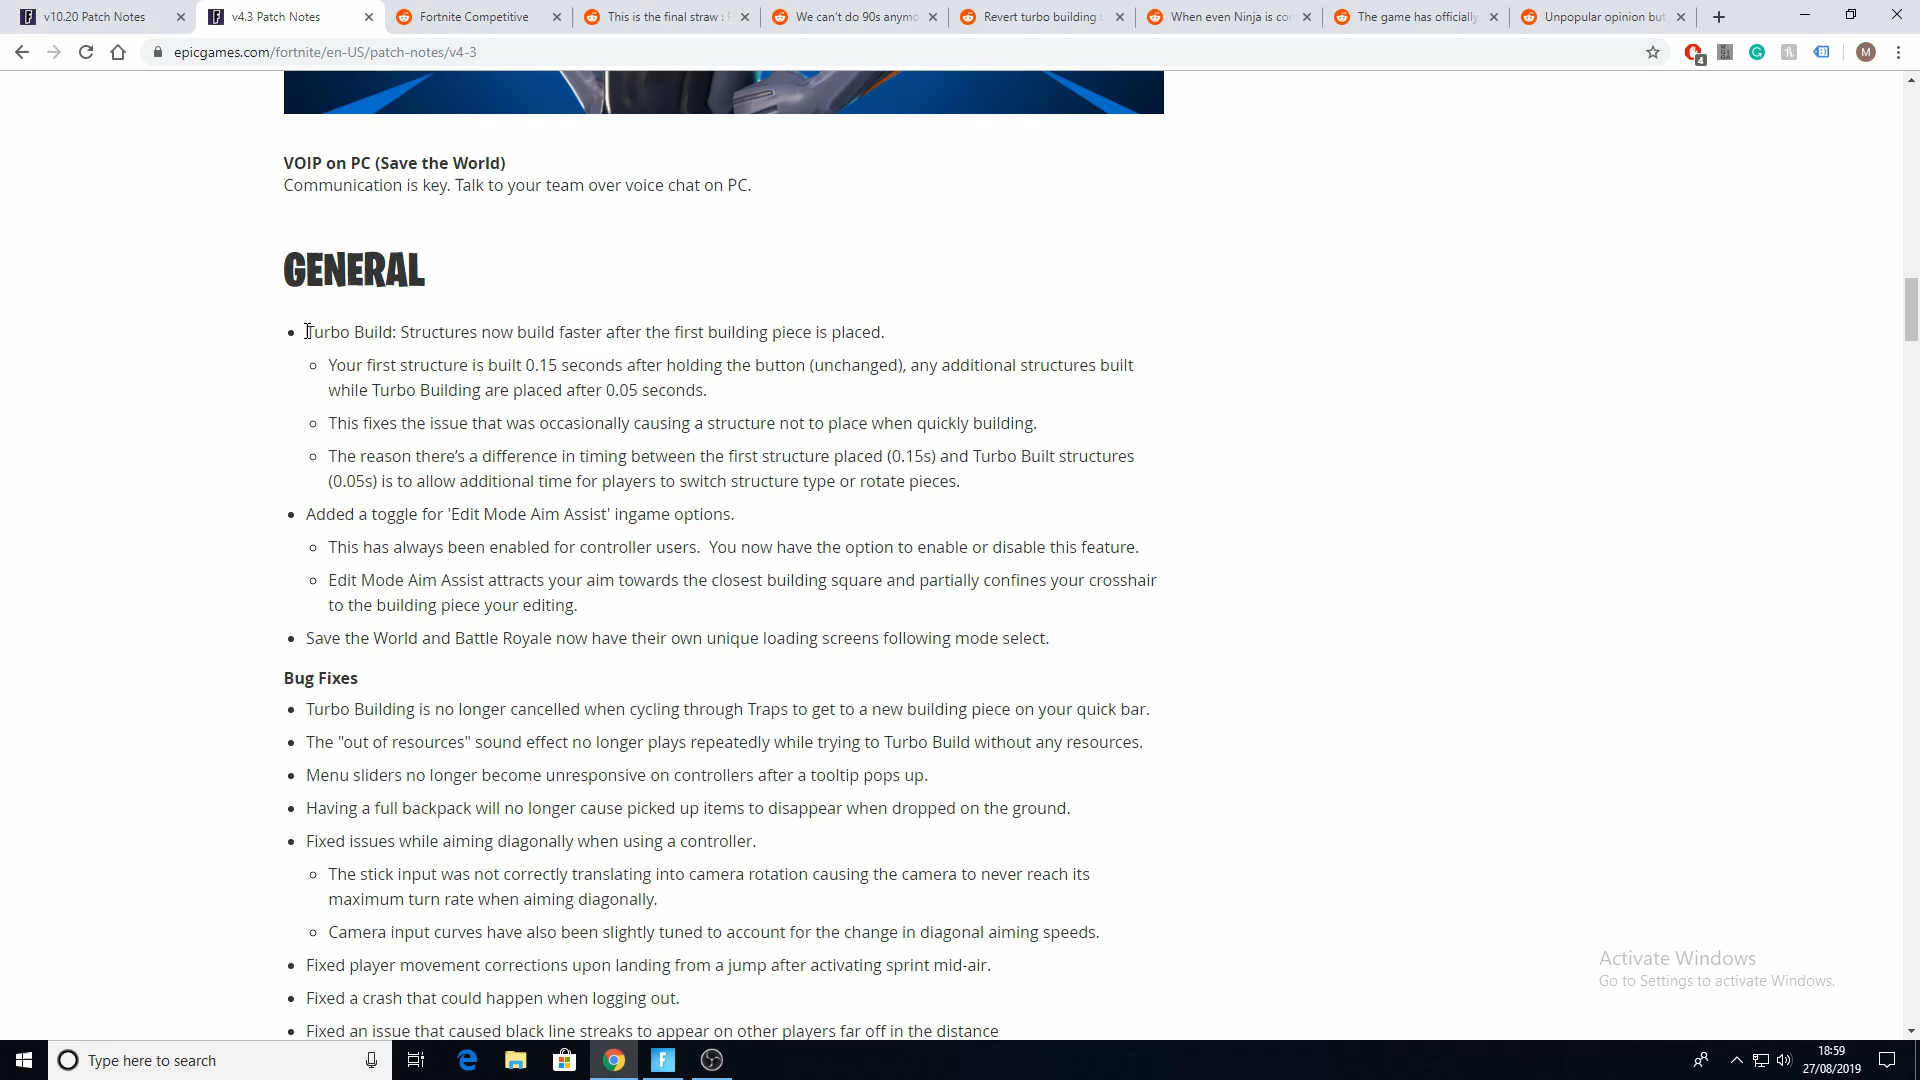 v10.20 Patch Notes
v4.3 Patch Notes
Fortnite Competitive
This is the final straw :
We can't do 90s anymo
Revert turbo building :
When even Ninja is co
The game has officially
Unpopular opinion but
epicgames.com/fortnite/en-US/patch-notes/v4-3
4
M
VOIP on PC (Save the World)
Communication is key. Talk to your team over voice chat on PC.
GENERAL
Turbo Build: Structures now build faster after the first building piece is placed.
Your first structure is built 0.15 seconds after holding the button (unchanged), any additional structures built
while Turbo Building are placed after 0.05 seconds.
This fixes the issue that was occasionally causing a structure not to place when quickly building.
The reason there's a difference in timing between the first structure placed (0.15s) and Turbo Built structures
(0.05s) is to allow additional time for players to switch structure type or rotate pieces.
Added a toggle for 'Edit Mode Aim Assist' ingame options.
This has always been enabled for controller users.  You now have the option to enable or disable this feature.
Edit Mode Aim Assist attracts your aim towards the closest building square and partially confines your crosshair
to the building piece your editing.
Save the World and Battle Royale now have their own unique loading screens following mode select.
Bug Fixes
Turbo Building is no longer cancelled when cycling through Traps to get to a new building piece on your quick bar.
The "out of resources" sound effect no longer plays repeatedly while trying to Turbo Build without any resources.
Menu sliders no longer become unresponsive on controllers after a tooltip pops up.
Having a full backpack will no longer cause picked up items to disappear when dropped on the ground.
Fixed issues while aiming diagonally when using a controller.
The stick input was not correctly translating into camera rotation causing the camera to never reach its
maximum turn rate when aiming diagonally.
Camera input curves have also been slightly tuned to account for the change in diagonal aiming speeds.
Fixed player movement corrections upon landing from a jump after activating sprint mid-air.
Fixed a crash that could happen when logging out.
Fixed an issue that caused black line streaks to appear on other players far off in the distance
Activate Windows
Go to Settings to activate Windows.
Type here to search
18:59
27/08/2019